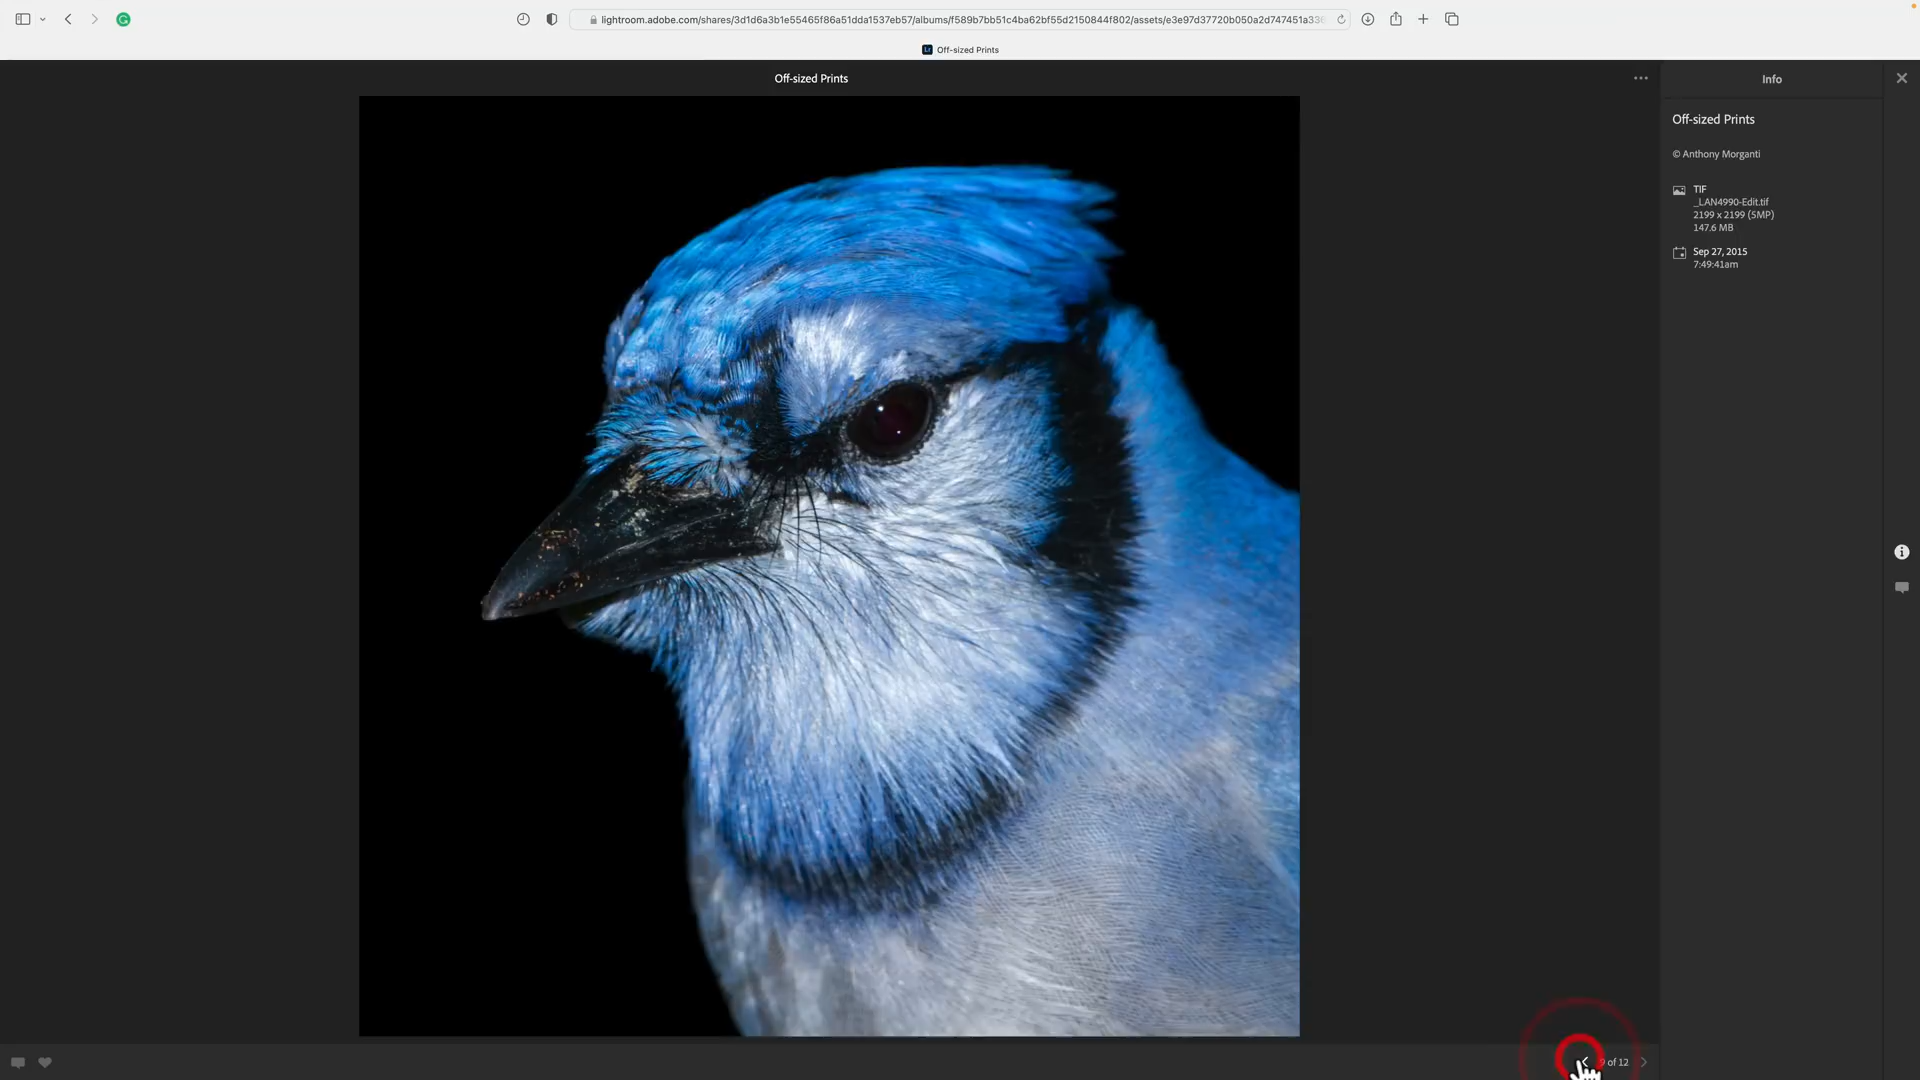 lightroom.adobe.com/shares/3d1d6a3b1e55465f86a51dda1537eb57/albums/f589b7bb51c4ba62bf55d2150844f802/assets/e3e97d37720b050a2d747451a33
Lr Off-sized Prints
Off-sized Prints
Info
Off-sized Prints
© Anthony Morganti
TIF
_LAN4990-Edit.tif
2199 x 2199 (5MP)
147.6 MB
Sep 27, 2015
7:49:41am
9 of 12